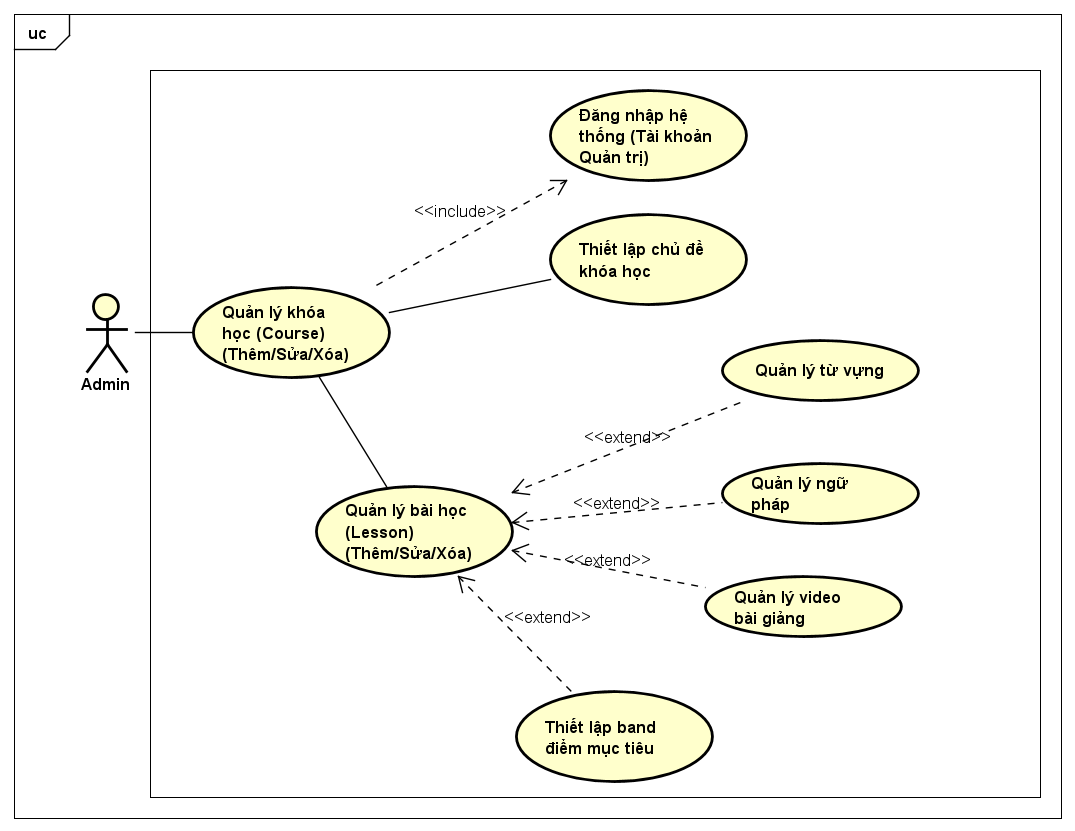 uc
Đăng nhập hệ
thống (Tài khoản
Quản trị)
<<include>>
Thiết lập chủ đề
khóa học
Quản lý khóa
học (Course)
(Thêm/Sửa/Xóa)
Admin
Quản lý từ vựng
<<extend>>
Quản lý ngữ
pháp
<<extend>>
Quản lý bài học
(Lesson)
(Thêm/Sửa/Xóa)
<<extend>>
Quản lý video
bài giảng
<<extend>>
Thiết lập band
điểm mục tiêu